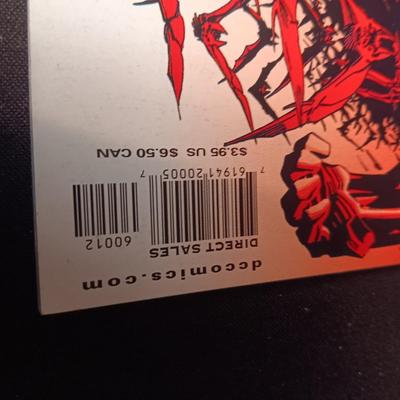 dccomics.com
DIRECT SALES
60012
7 61941 20005 7
$3.95 US $6.50 CAN